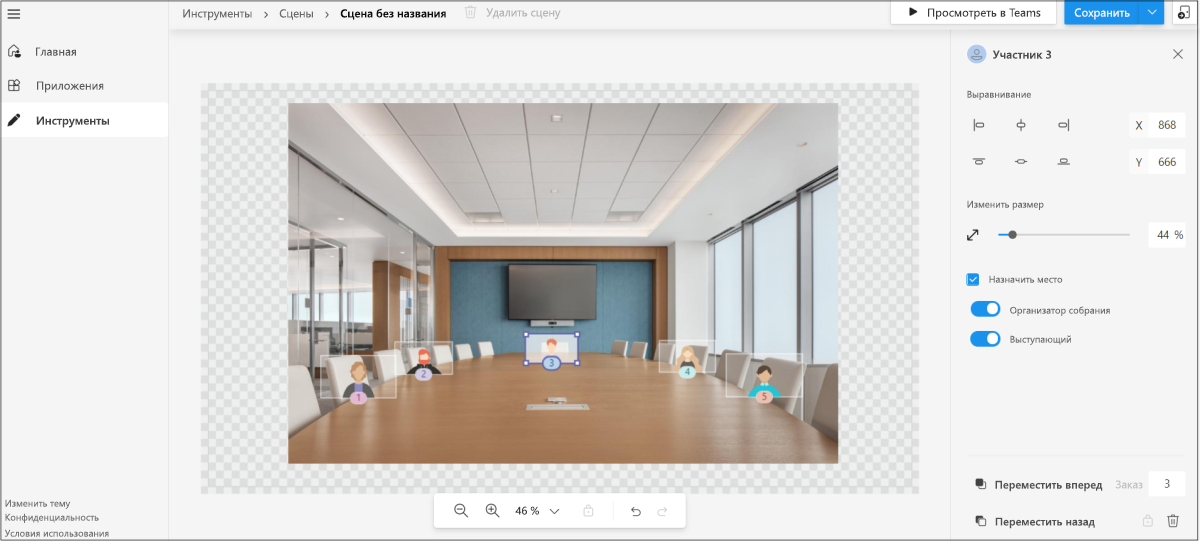 Инструменты > Сцены > Сцена без названия Удалить сцену Просмотреть в Teams Сохранить
Главная
Приложения
Инструменты
Изменить тему
Конфиденциальность
Условия использования
1
2
3
4
5
46 %
Участник 3
Выравнивание
X 868
Y 666
Изменить размер
44 %
Назначить место
Организатор собрания
Выступающий
Переместить вперед Заказ 3
Переместить назад